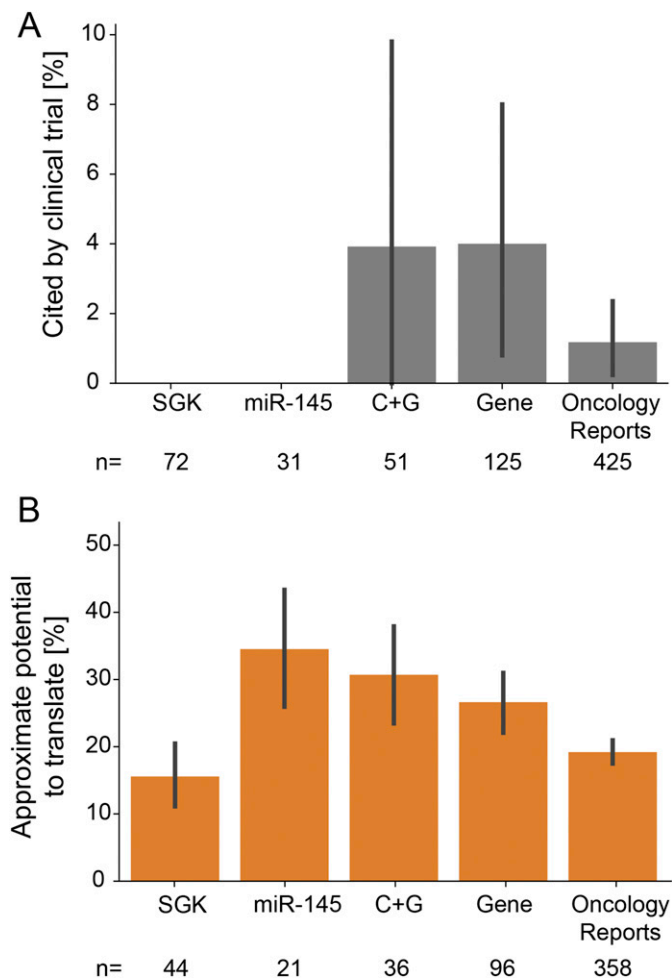 A
Cited by clinical trial [%]
10
8
6
4
2
0
SGK miR-145 C+G Gene Oncology
Reports
n= 72 31 51 125 425
B
Approximate potential
to translate [%]
50
40
30
20
10
0
SGK miR-145 C+G Gene Oncology
Reports
n= 44 21 36 96 358